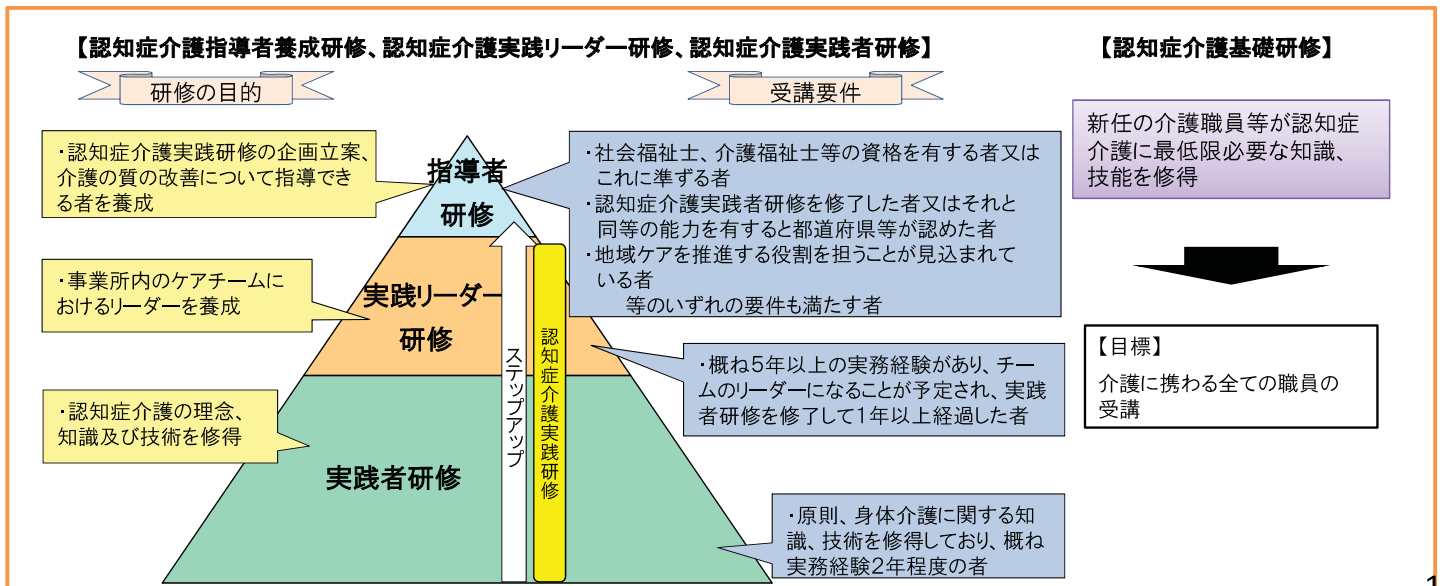 【認知症介護指導者養成研修、認知症介護実践リーダー研修、認知症介護実践者研修】
研修の目的
受講要件
・認知症介護実践研修の企画立案、
介護の質の改善について指導でき
る者を養成
・事業所内のケアチームに
おけるリーダーを養成
・認知症介護の理念、
知識及び技術を修得
指導者
研修
実践リーダー
研修
実践者研修
ステップアップ
認知症介護実践研修
・社会福祉士、介護福祉士等の資格を有する者又は
これに準ずる者
・認知症介護実践者研修を修了した者又はそれと
同等の能力を有すると都道府県等が認めた者
・地域ケアを推進する役割を担うことが見込まれて
いる者
等のいずれの要件も満たす者
・概ね5年以上の実務経験があり、チー
ムのリーダーになることが予定され、実践
者研修を修了して1年以上経過した者
・原則、身体介護に関する知
識、技術を修得しており、概ね
実務経験2年程度の者
【認知症介護基礎研修】
新任の介護職員等が認知症
介護に最低限必要な知識、
技能を修得
【目標】
介護に携わる全ての職員の
受講
1